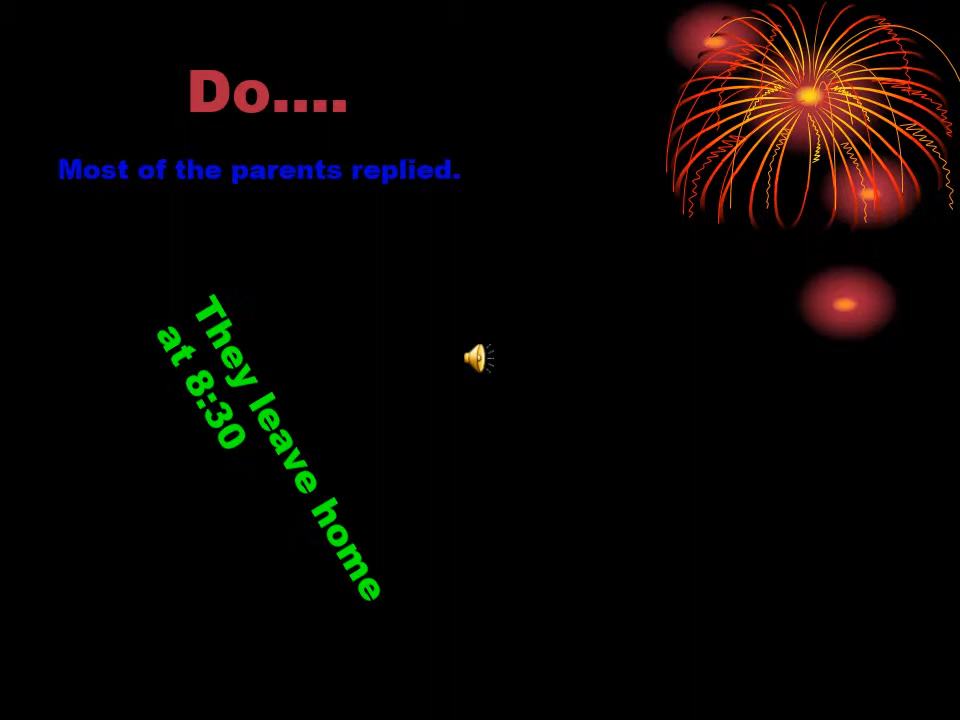 Do....
Most of the parents replied.
They leave home
at 8:30